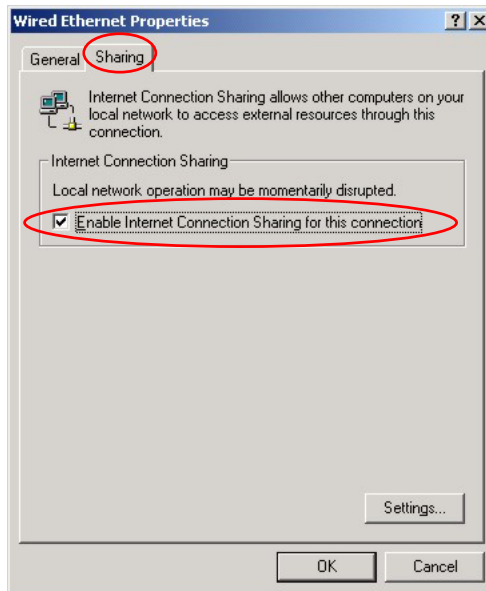 Wired Ethernet Properties
General Sharing
Internet Connection Sharing allows other computers on your
local network to access external resources through this
connection.
Internet Connection Sharing
Local network operation may be momentarily disrupted.
Enable Internet Connection Sharing for this connection
Settings...
OK Cancel